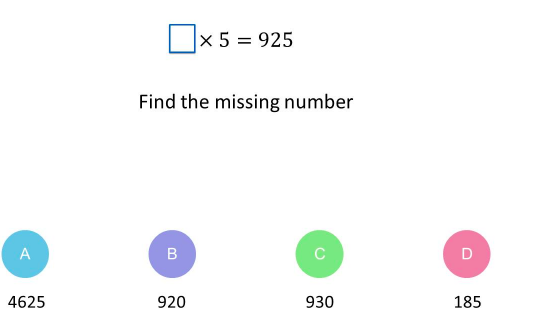 □ × 5 = 925
Find the missing number
A B C D
4625 920 930 185